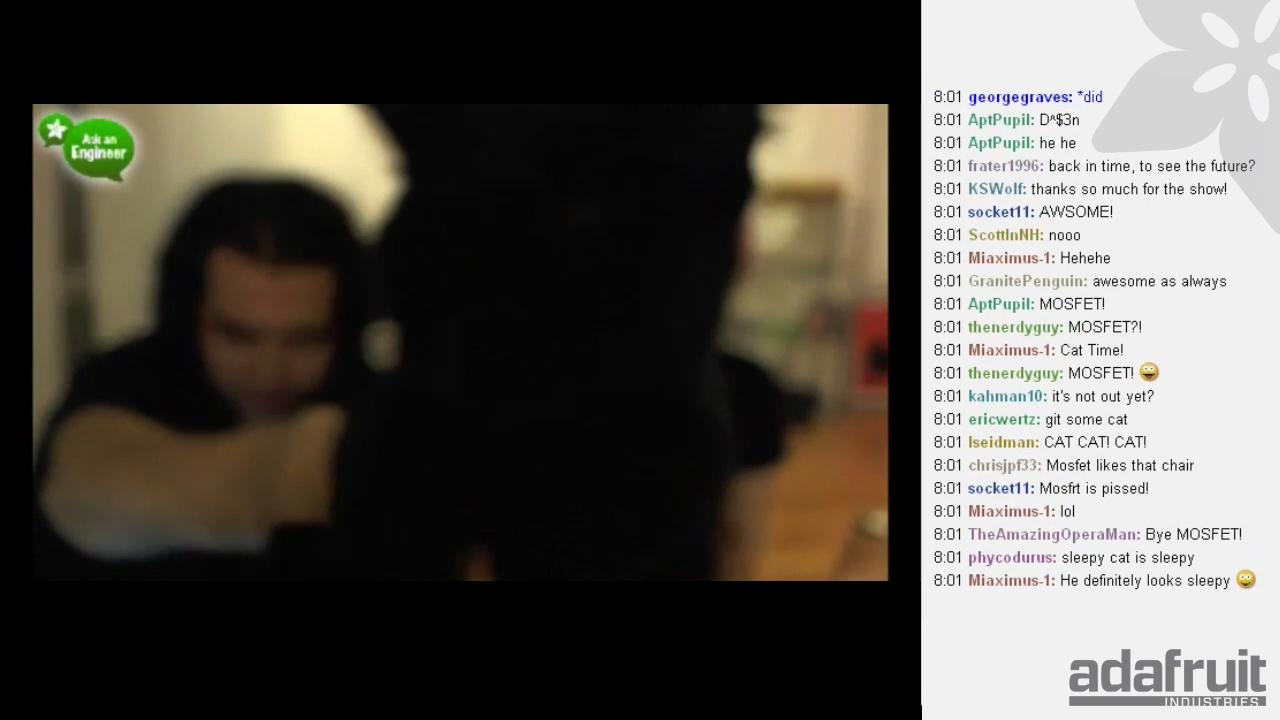 Ask an
Engineer
8:01 georgegraves: *did
8:01 AptPupil: D^$3n
8:01 AptPupil: he he
8:01 frater1996: back in time, to see the future?
8:01 KSWolf: thanks so much for the show!
8:01 socket11: AWSOME!
8:01 ScottInNH: nooo
8:01 Miaximus-1: Hehehe
8:01 GranitePenguin: awesome as always
8:01 AptPupil: MOSFET!
8:01 thenerdyguy: MOSFET?!
8:01 Miaximus-1: Cat Time!
8:01 thenerdyguy: MOSFET!
8:01 kahman10: it's not out yet?
8:01 ericwertz: git some cat
8:01 lseidman: CAT CAT! CAT!
8:01 chrisjpf33: Mosfet likes that chair
8:01 socket11: Mosfrt is pissed!
8:01 Miaximus-1: lol
8:01 TheAmazingOperaMan: Bye MOSFET!
8:01 phycodurus: sleepy cat is sleepy
8:01 Miaximus-1: He definitely looks sleepy
adafruit
INDUSTRIES